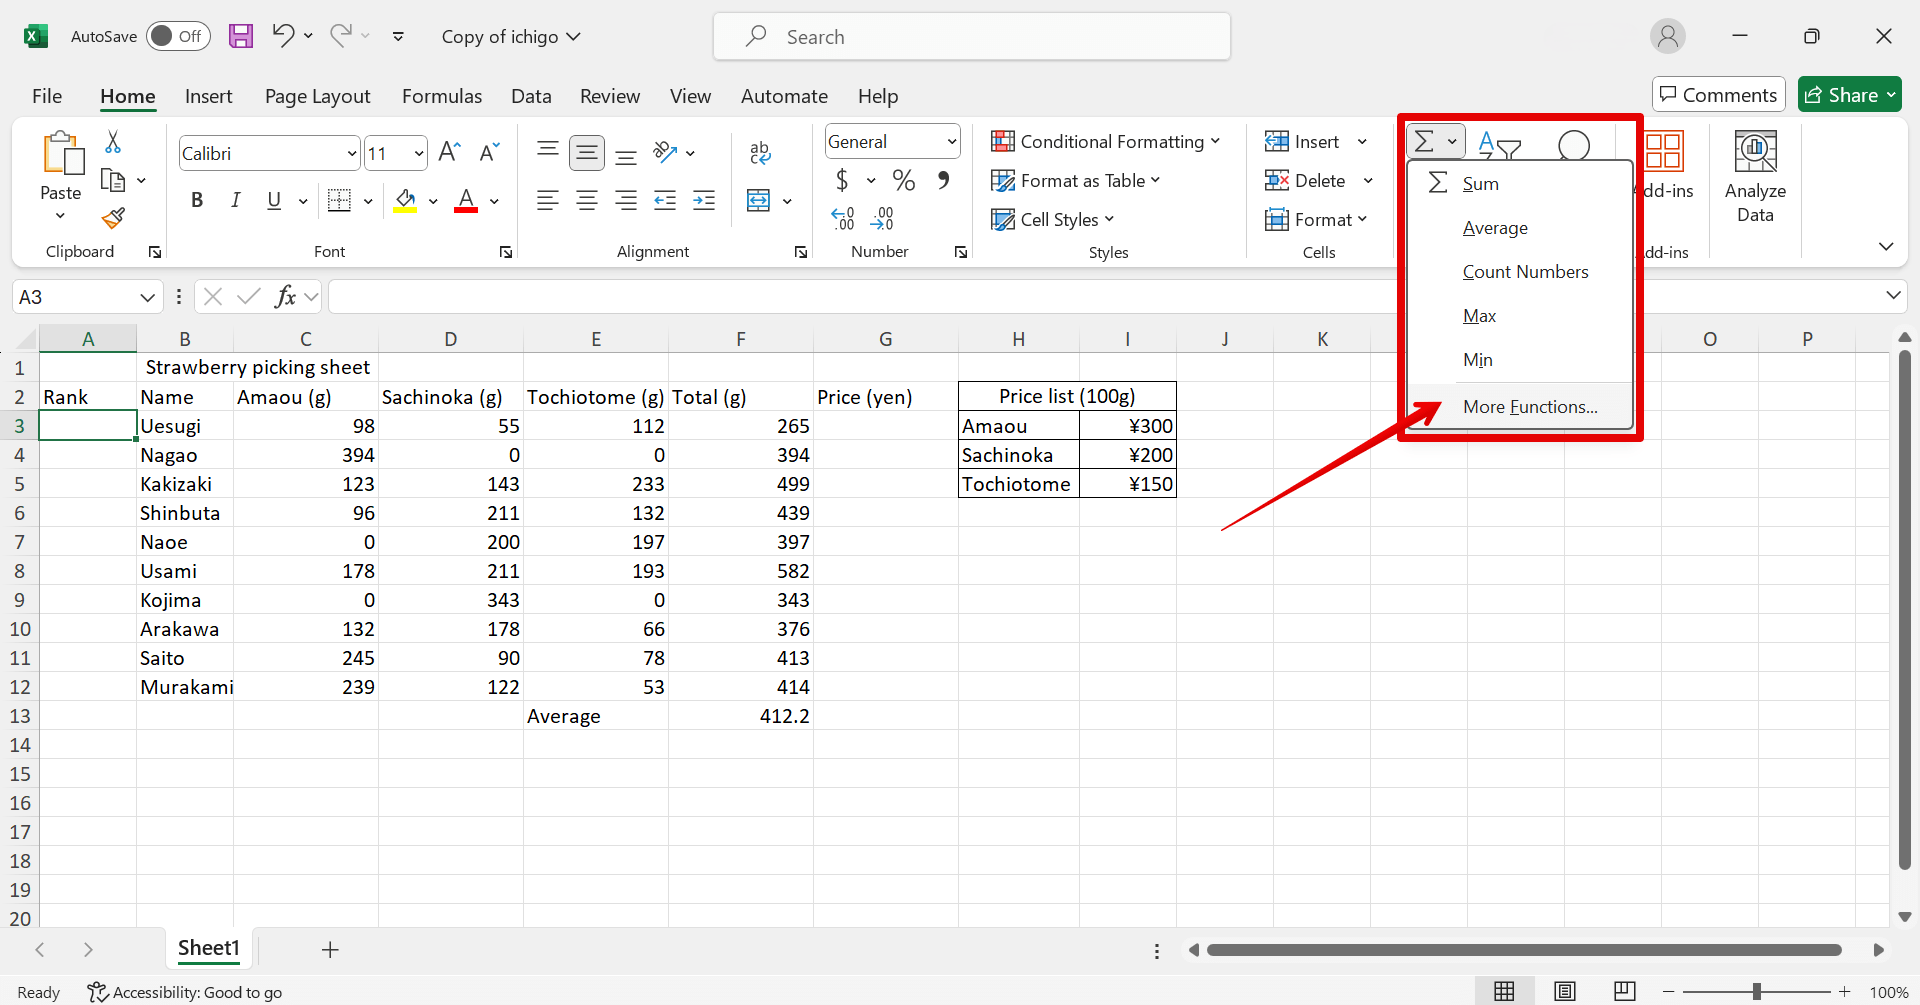 AutoSave Off Copy of ichigo Search
File Home Insert Page Layout Formulas Data Review View Automate Help Comments Share
Paste
Clipboard
Calibri 11
B I U A
Font
ab
Alignment
General
$ % ,
Number
Conditional Formatting
Format as Table
Cell Styles
Styles
Insert
Delete
Format
Cells
Σ
Σ Sum
Average
Count Numbers
Max
Min
More Functions...
dd-ins
dd-ins
Analyze
Data
A3 fx
A B C D E F G H I J K O P
1 Strawberry picking sheet
2 Rank Name Amaou (g) Sachinoka (g) Tochiotome (g) Total (g) Price (yen) Price list (100g)
3 Uesugi 98 55 112 265 Amaou ¥300
4 Nagao 394 0 0 394 Sachinoka ¥200
5 Kakizaki 123 143 233 499 Tochiotome ¥150
6 Shinbuta 96 211 132 439
7 Naoe 0 200 197 397
8 Usami 178 211 193 582
9 Kojima 0 343 0 343
10 Arakawa 132 178 66 376
11 Saito 245 90 78 413
12 Murakami 239 122 53 414
13 Average 412.2
14
15
16
17
18
19
20
Sheet1
Ready Accessibility: Good to go 100%